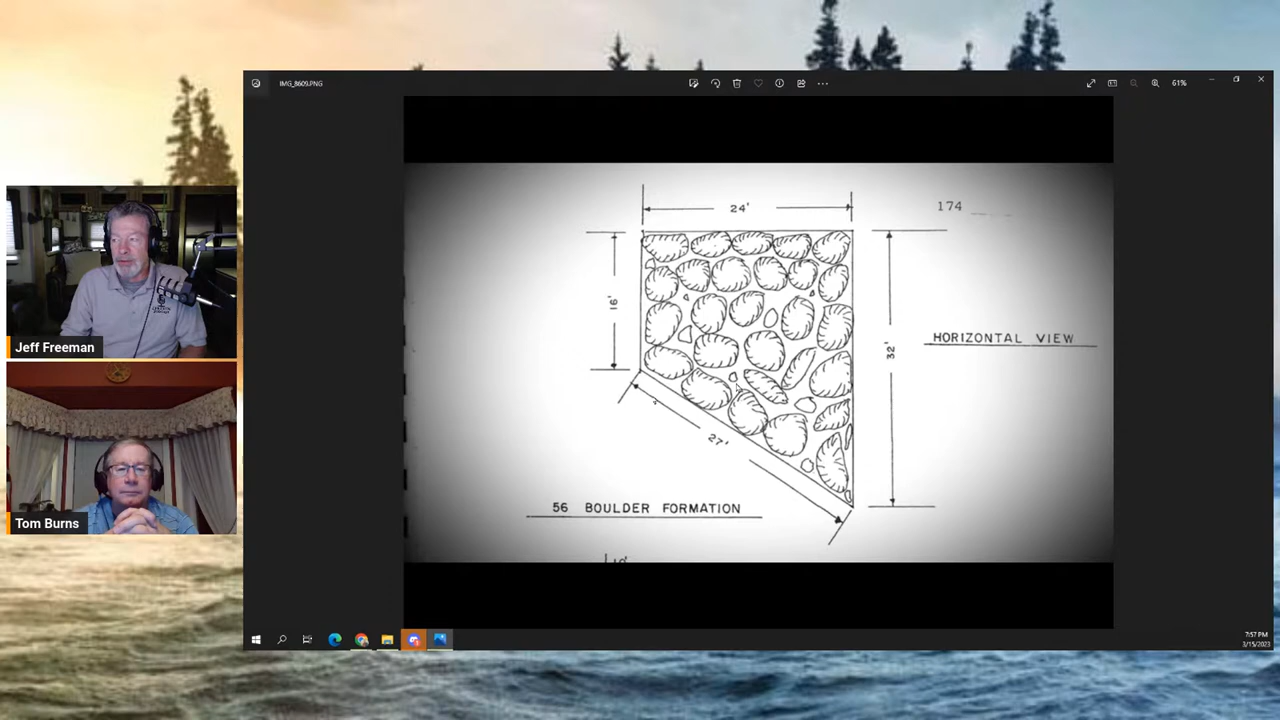 IMG_8609.PNG
61%
24'
174
16'
32'
HORIZONTAL VIEW
27'
56 BOULDER FORMATION
Jeff Freeman
Tom Burns
7:57 PM
3/15/2023